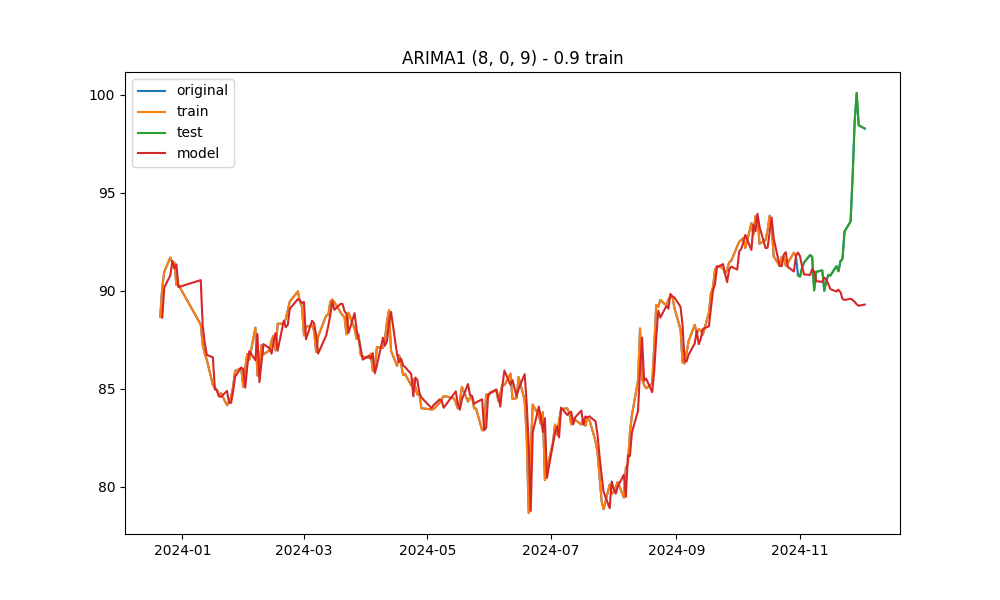 ARIMA1 (8, 0, 9) - 0.9 train
original
train
test
model
100
95
90
85
80
2024-01 2024-03 2024-05 2024-07 2024-09 2024-11